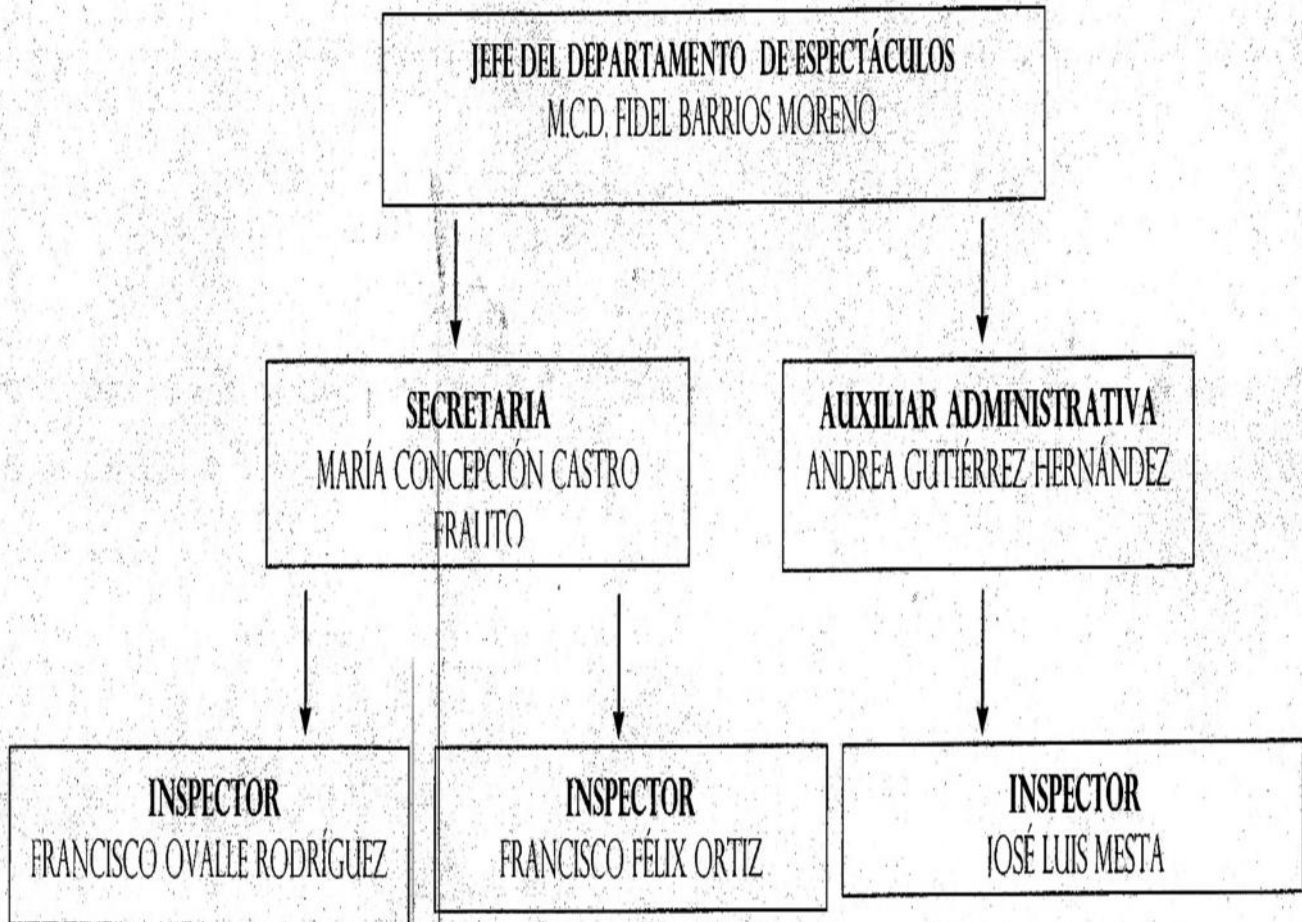 JEFE DEL DEPARTAMENTO DE ESPECTÁCULOS
M.C.D. FIDEL BARRIOS MORENO
SECRETARIA
MARÍA CONCEPCIÓN CASTRO
FRAUTO
AUXILIAR ADMINISTRATIVA
ANDREA GUTIÉRREZ HERNÁNDEZ
INSPECTOR
FRANCISCO OVALLE RODRÍGUEZ
INSPECTOR
FRANCISCO FÉLIX ORTIZ
INSPECTOR
JOSÉ LUIS MESTA